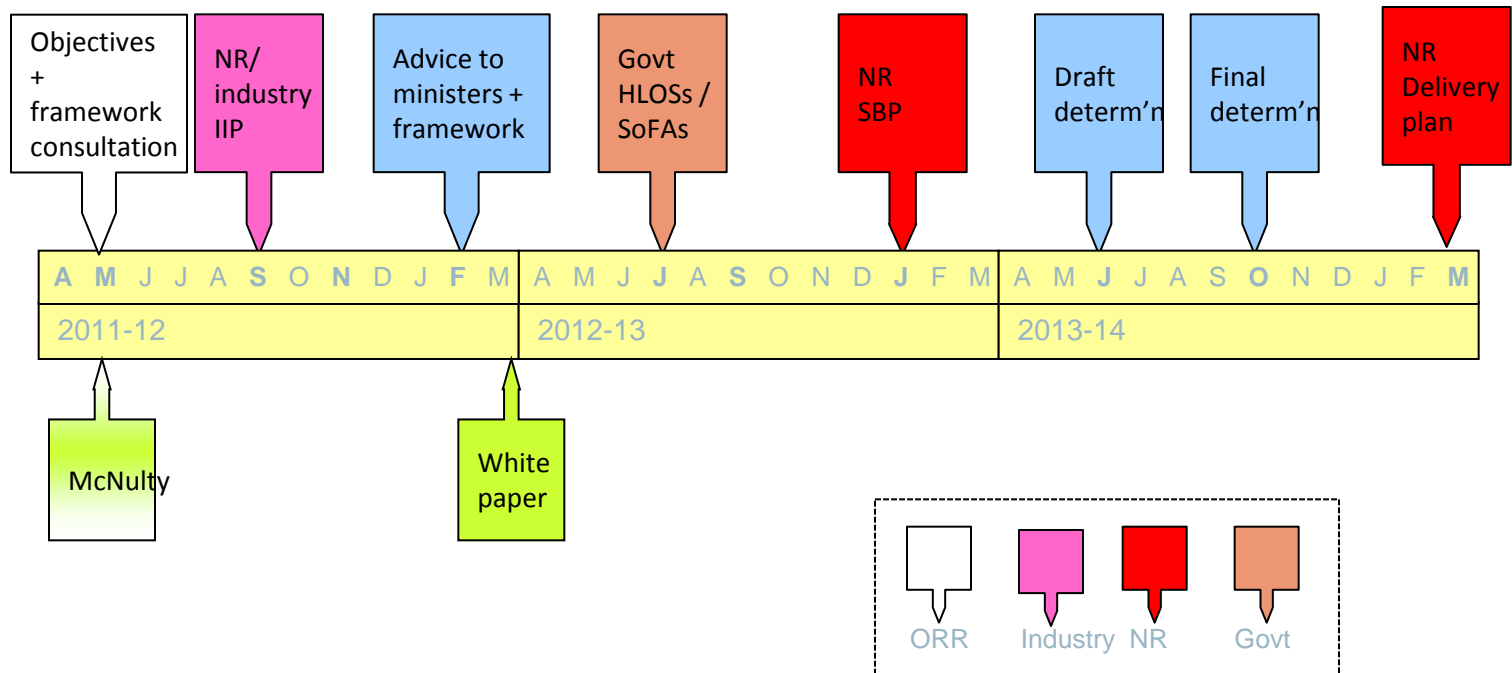 Objectives
+
framework
consultation
NR/
industry
IIP
Advice to
ministers +
framework
Govt
HLOSs /
SoFAs
NR
SBP
Draft
determ'n
Final
determ'n
NR
Delivery
plan
A M J J A S O N D J F M A M J J A S O N D J F M A M J J A S O N D J F M
2011-12 2012-13 2013-14
McNulty
White
paper
ORR Industry NR Govt